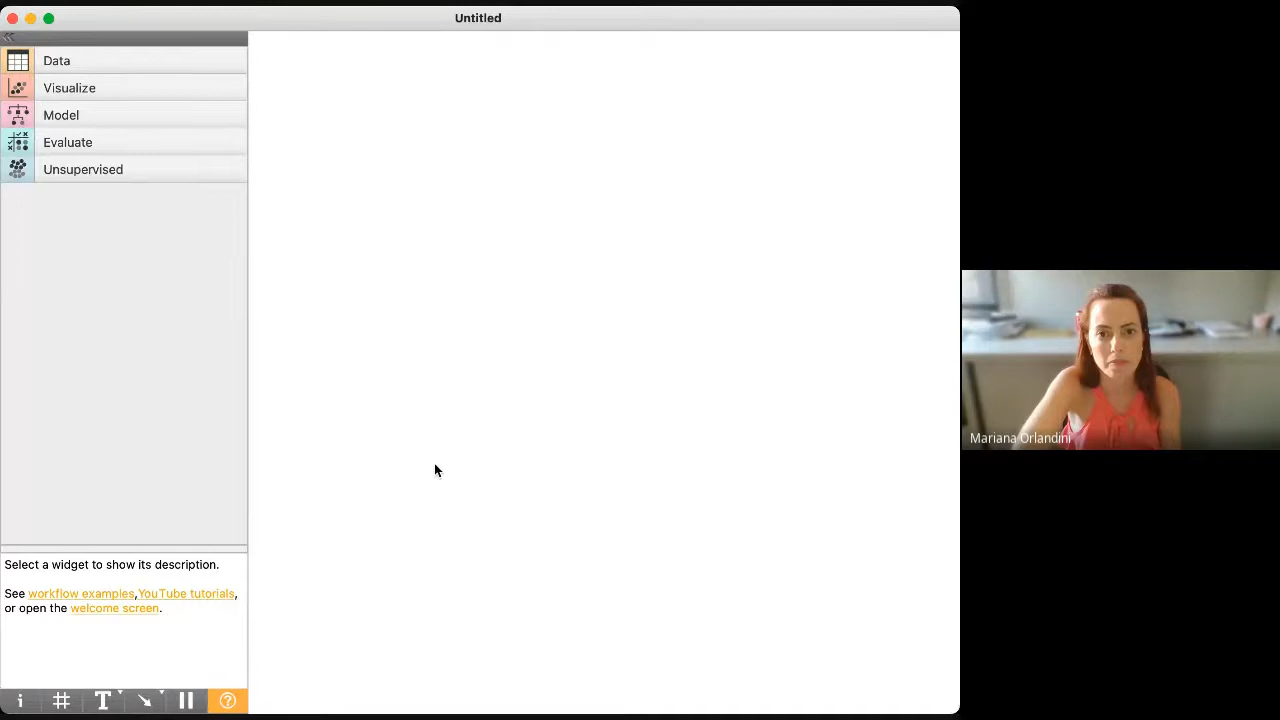 Untitled
Data
Visualize
Model
Evaluate
Unsupervised
Select a widget to show its description.
See workflow examples,YouTube tutorials,
or open the welcome screen.
Mariana Orlandini